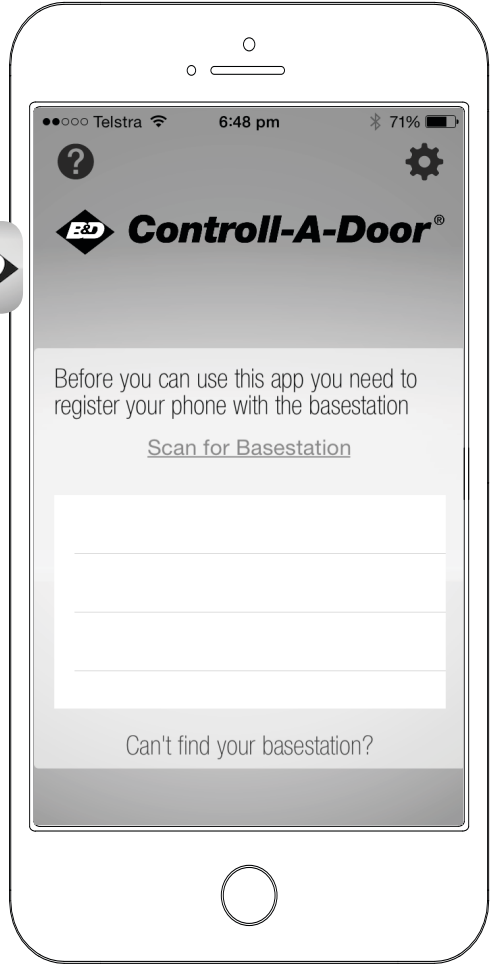 Telstra 6:48 pm 71%
?
B&D Controll-A-Door®
Before you can use this app you need to
register your phone with the basestation
Scan for Basestation
Can't find your basestation?